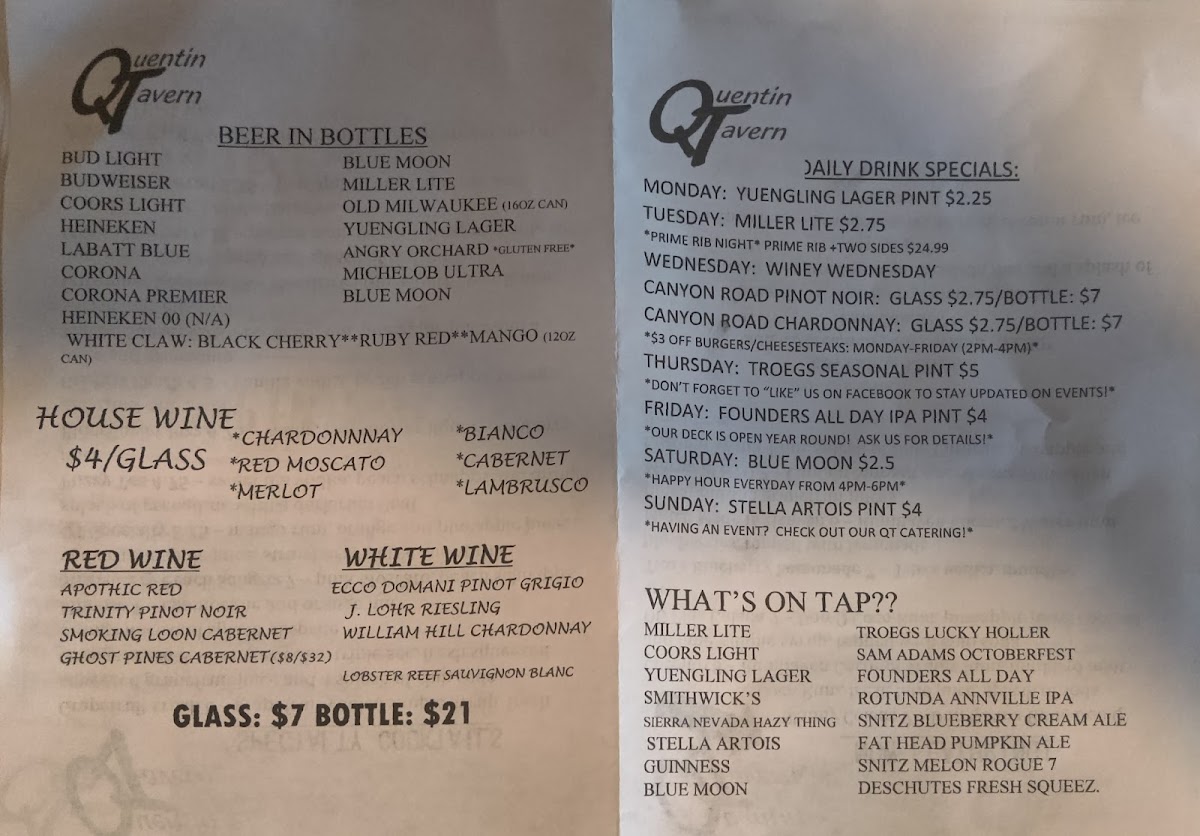 Quentin
Tavern
BEER IN BOTTLES
BUD LIGHT
BUDWEISER
COORS LIGHT
HEINEKEN
LABATT BLUE
CORONA
CORONA PREMIER
HEINEKEN 00 (N/A)
BLUE MOON
MILLER LITE
OLD MILWAUKEE (16OZ CAN)
YUENGLING LAGER
ANGRY ORCHARD *GLUTEN FREE*
MICHELOB ULTRA
BLUE MOON
WHITE CLAW: BLACK CHERRY**RUBY RED**MANGO (12OZ
CAN)
HOUSE WINE
$4/GLASS
*CHARDONNNAY
*RED MOSCATO
*MERLOT
*BIANCO
*CABERNET
*LAMBRUSCO
RED WINE
APOTHIC RED
TRINITY PINOT NOIR
SMOKING LOON CABERNET
GHOST PINES CABERNET ($8/$32)
WHITE WINE
ECCO DOMANI PINOT GRIGIO
J. LOHR RIESLING
WILLIAM HILL CHARDONNAY
LOBSTER REEF SAUVIGNON BLANC
GLASS: $7 BOTTLE: $21
Quentin
Tavern
DAILY DRINK SPECIALS:
MONDAY: YUENGLING LAGER PINT $2.25
TUESDAY: MILLER LITE $2.75
*PRIME RIB NIGHT* PRIME RIB +TWO SIDES $24.99
WEDNESDAY: WINEY WEDNESDAY
CANYON ROAD PINOT NOIR: GLASS $2.75/BOTTLE: $7
CANYON ROAD CHARDONNAY: GLASS $2.75/BOTTLE: $7
*$3 OFF BURGERS/CHEESESTEAKS: MONDAY-FRIDAY (2PM-4PM)*
THURSDAY: TROEGS SEASONAL PINT $5
*DON'T FORGET TO “LIKE” US ON FACEBOOK TO STAY UPDATED ON EVENTS!*
FRIDAY: FOUNDERS ALL DAY IPA PINT $4
*OUR DECK IS OPEN YEAR ROUND! ASK US FOR DETAILS!*
SATURDAY: BLUE MOON $2.5
*HAPPY HOUR EVERYDAY FROM 4PM-6PM*
SUNDAY: STELLA ARTOIS PINT $4
*HAVING AN EVENT? CHECK OUT OUR QT CATERING!*
WHAT'S ON TAP??
MILLER LITE
COORS LIGHT
YUENGLING LAGER
SMITHWICK'S
SIERRA NEVADA HAZY THING
STELLA ARTOIS
GUINNESS
BLUE MOON
TROEGS LUCKY HOLLER
SAM ADAMS OCTOBERFEST
FOUNDERS ALL DAY
ROTUNDA ANNVILLE IPA
SNITZ BLUEBERRY CREAM ALE
FAT HEAD PUMPKIN ALE
SNITZ MELON ROGUE 7
DESCHUTES FRESH SQUEEZ.